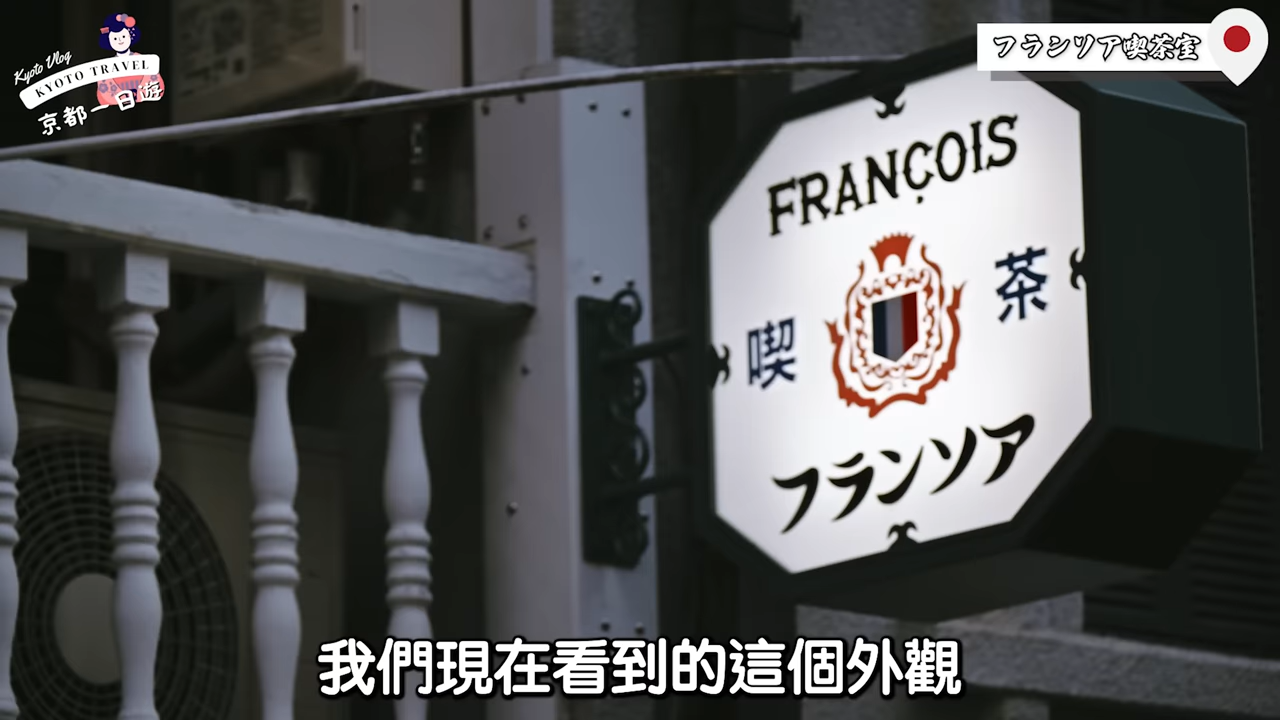 Kyoto Vlog
KYOTO TRAVEL
京都一日遊
フランソア喫茶室
FRANÇOIS
喫 茶
フランソア
我們現在看到的這個外觀